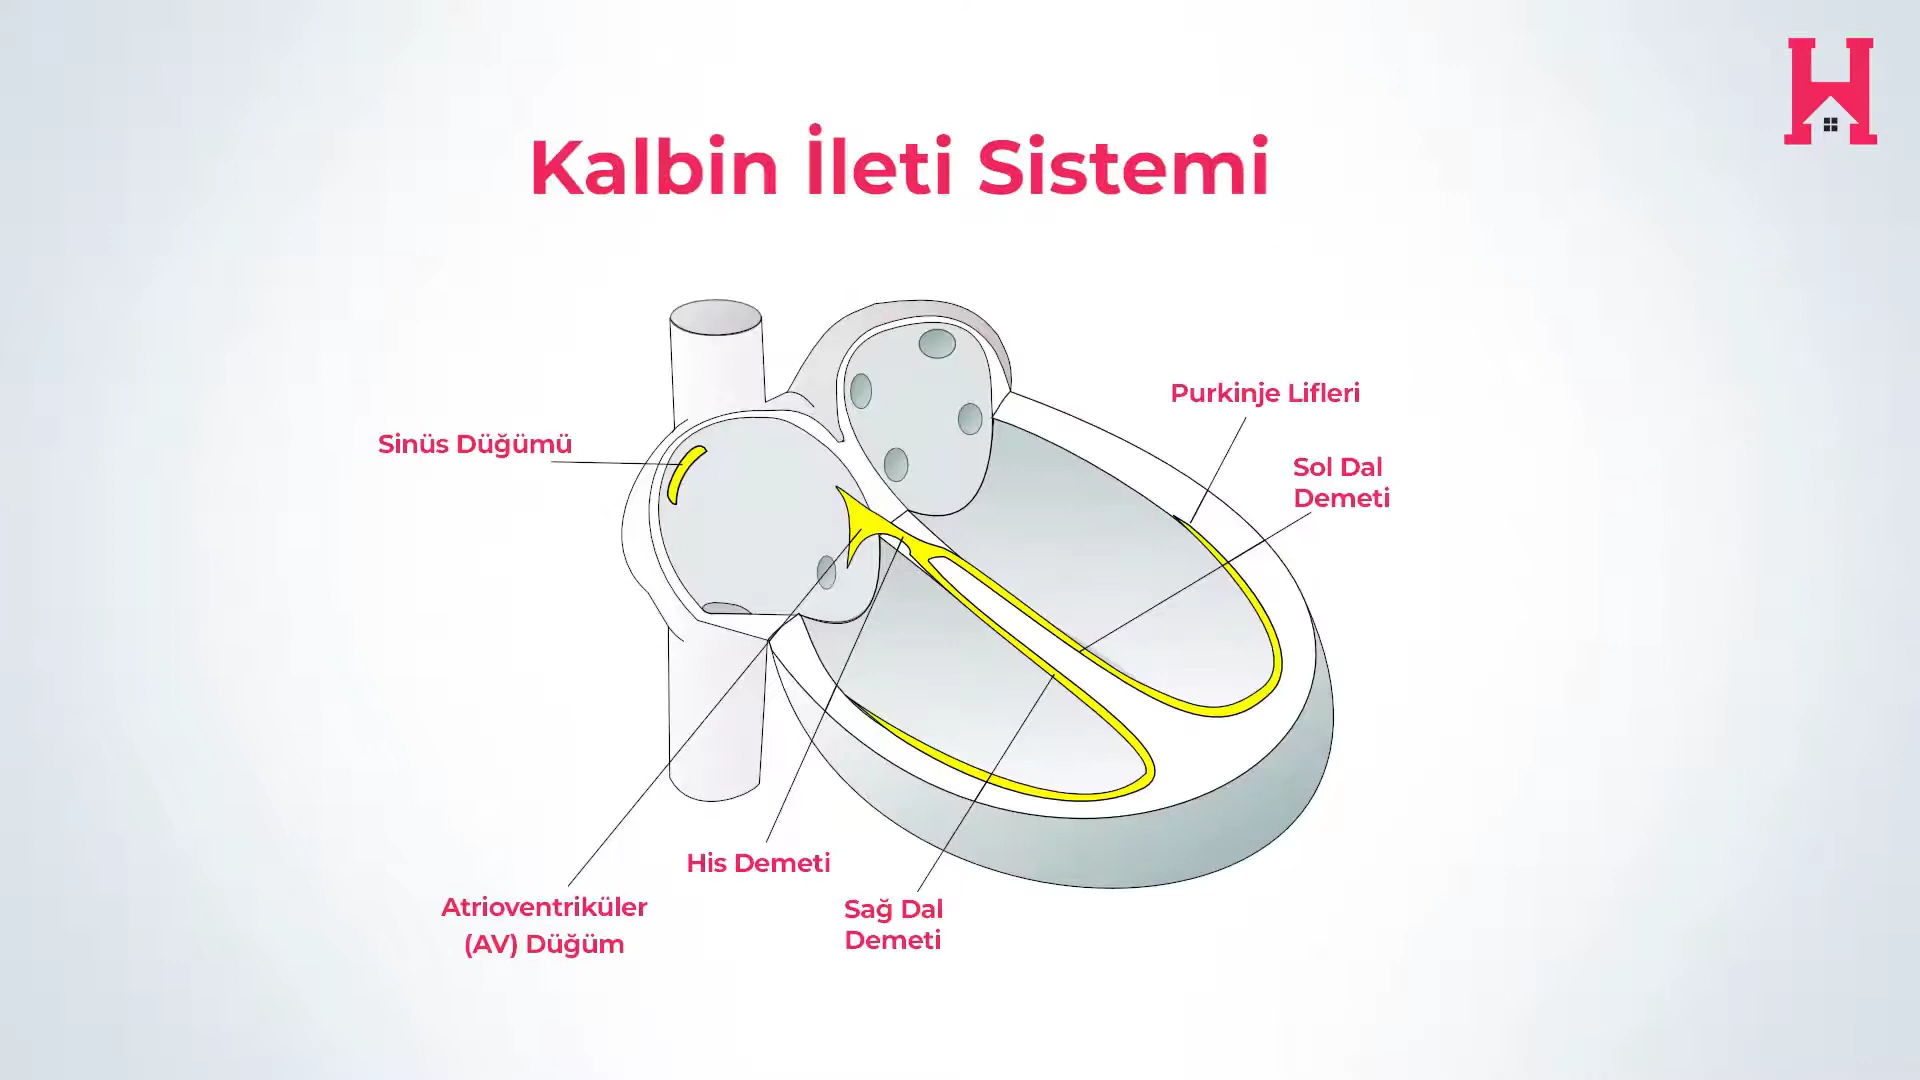 Kalbin İleti Sistemi
Purkinje Lifleri
Sinüs Düğümü
Sol Dal
Demeti
His Demeti
Atrioventriküler
(AV) Düğüm
Sağ Dal
Demeti